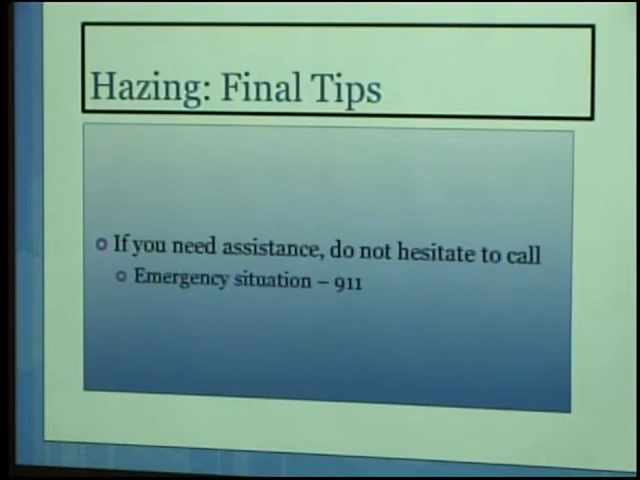 Hazing: Final Tips
If you need assistance, do not hesitate to call
Emergency situation – 911